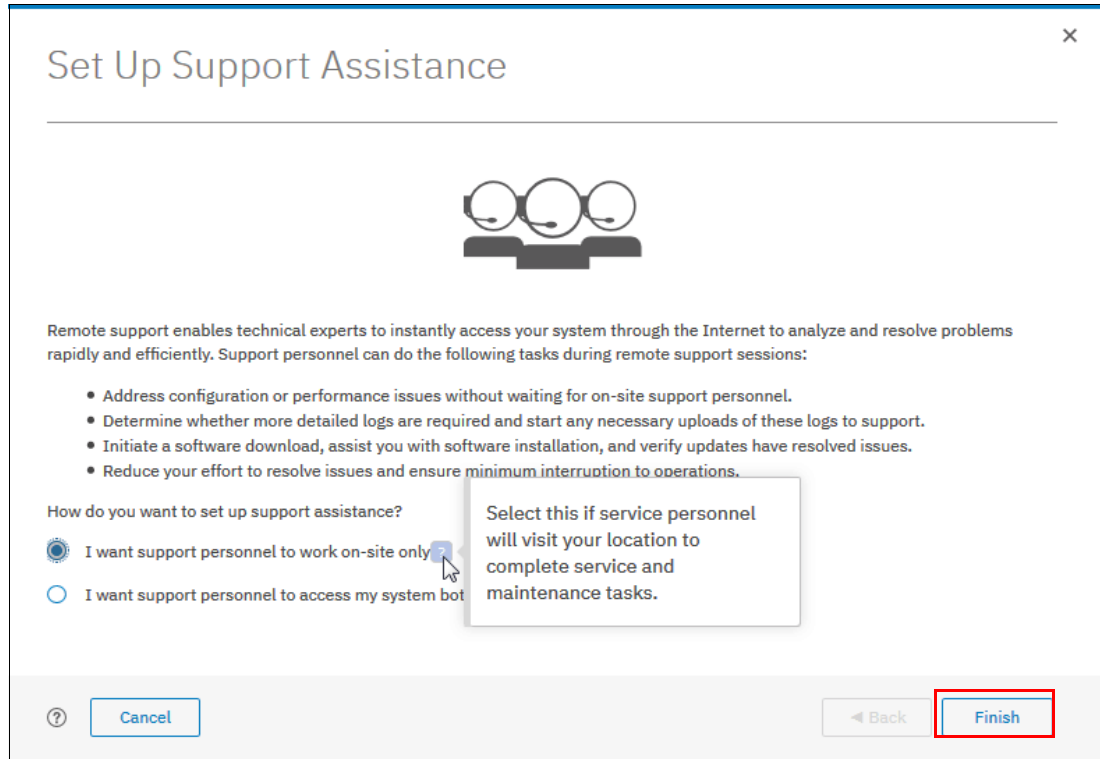 Set Up Support Assistance
Remote support enables technical experts to instantly access your system through the Internet to analyze and resolve problems
rapidly and efficiently. Support personnel can do the following tasks during remote support sessions:
• Address configuration or performance issues without waiting for on-site support personnel.
• Determine whether more detailed logs are required and start any necessary uploads of these logs to support.
• Initiate a software download, assist you with software installation, and verify updates have resolved issues.
• Reduce your effort to resolve issues and ensure minimum interruption to operations.
How do you want to set up support assistance?
I want support personnel to work on-site only ?
Select this if service personnel
will visit your location to
complete service and
maintenance tasks.
I want support personnel to access my system bot
? Cancel ◀ Back Finish